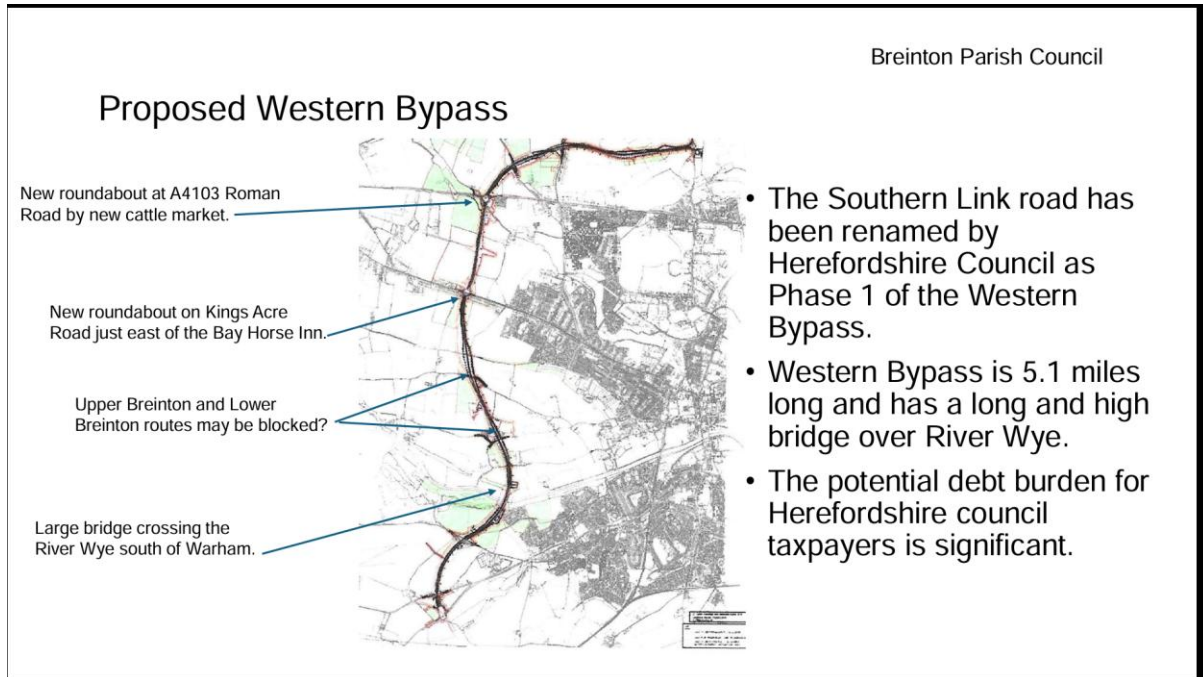 Breinton Parish Council
Proposed Western Bypass
New roundabout at A4103 Roman
Road by new cattle market.
New roundabout on Kings Acre
Road just east of the Bay Horse Inn.
Upper Breinton and Lower
Breinton routes may be blocked?
Large bridge crossing the
River Wye south of Warham.
• The Southern Link road has
been renamed by
Herefordshire Council as
Phase 1 of the Western
Bypass.
• Western Bypass is 5.1 miles
long and has a long and high
bridge over River Wye.
• The potential debt burden for
Herefordshire council
taxpayers is significant.